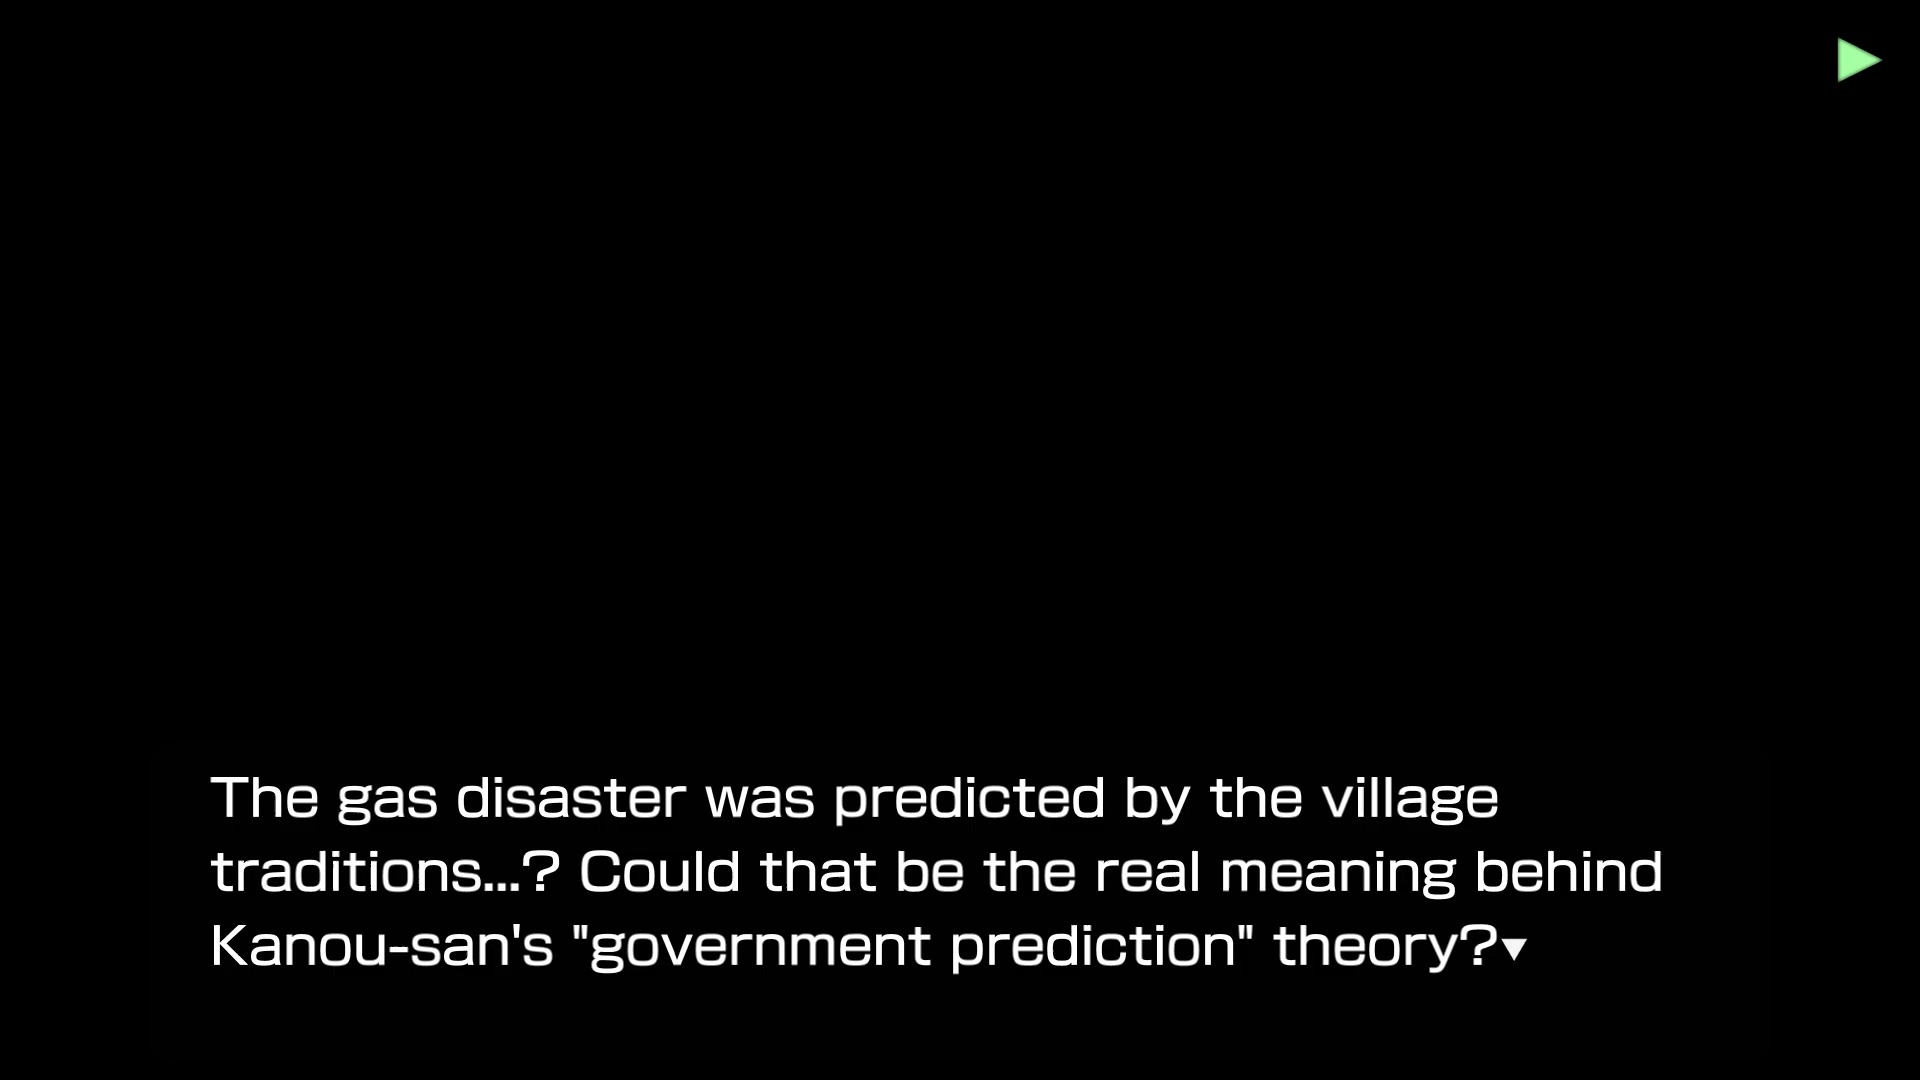 The gas disaster was predicted by the village
traditions...? Could that be the real meaning behind
Kanou-san's "government prediction" theory?